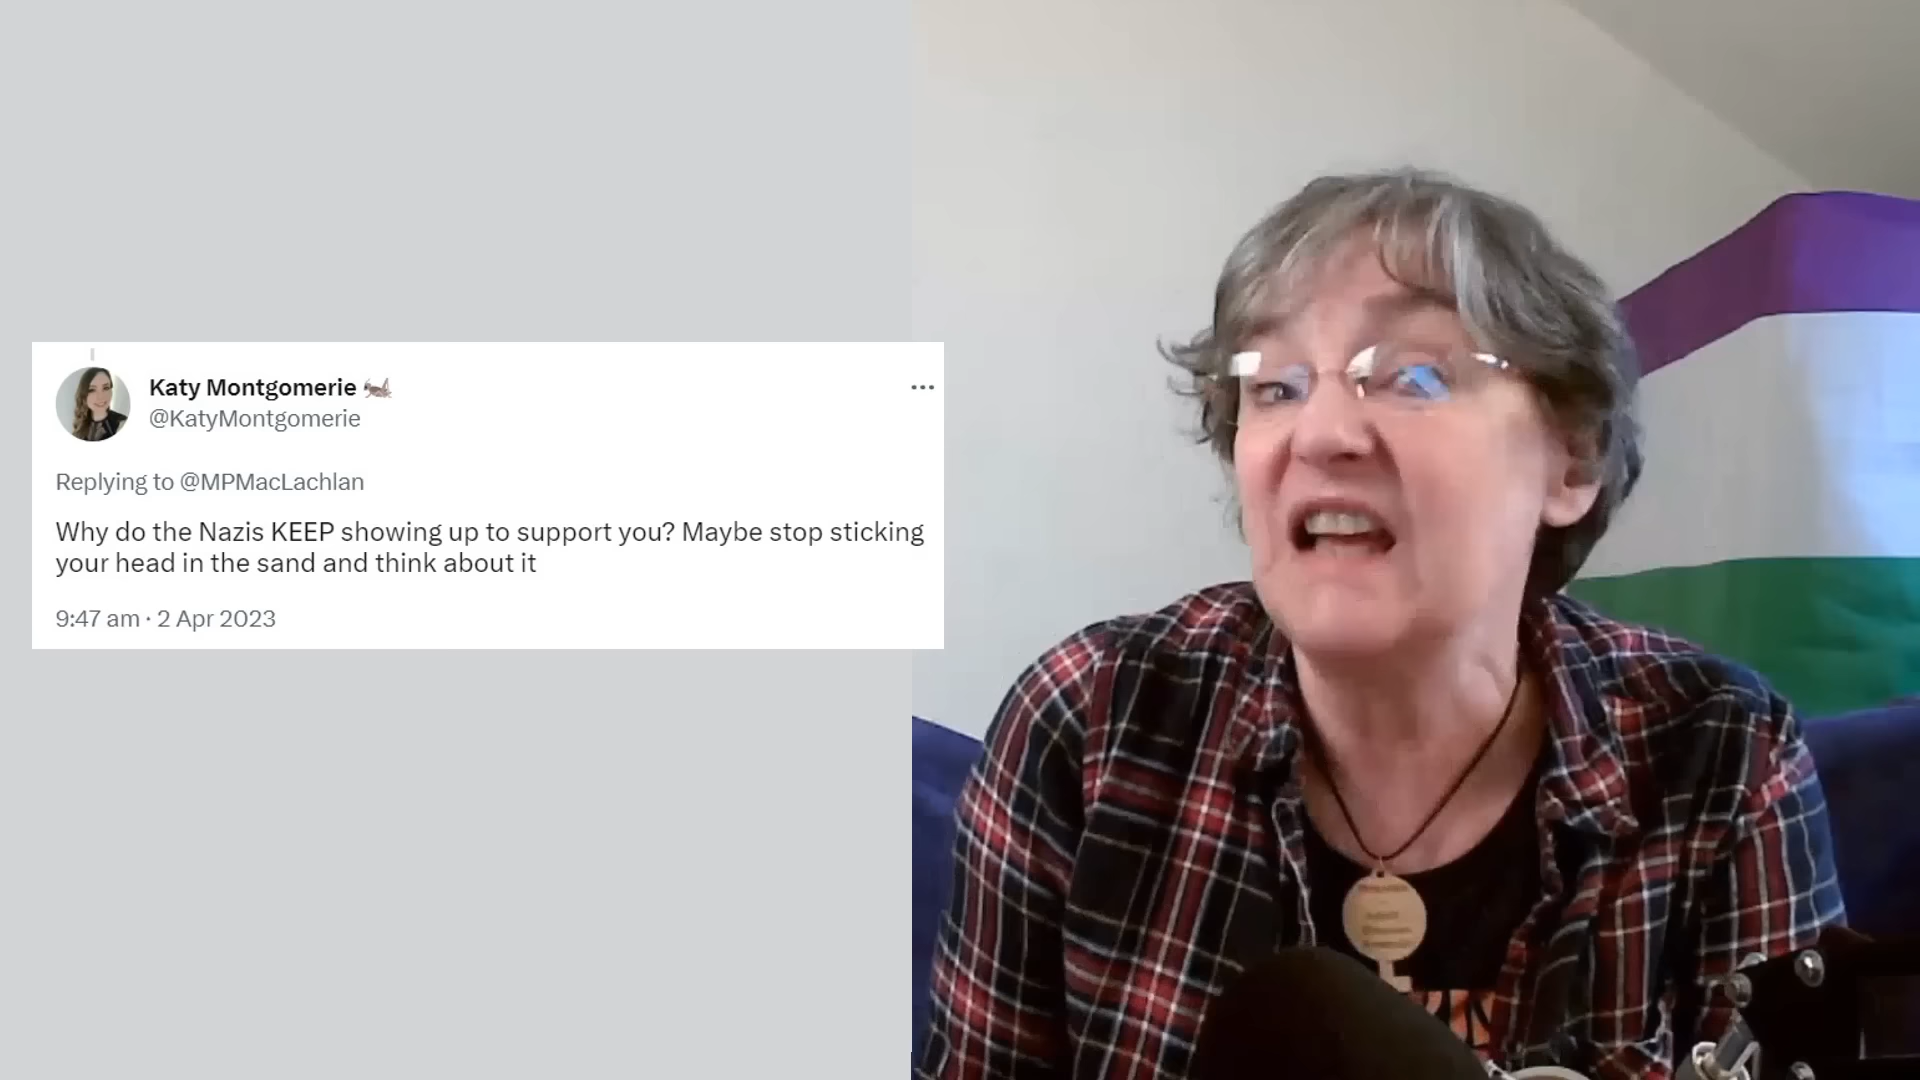 Katy Montgomerie 🦗
@KatyMontgomerie
Replying to @MPMacLachlan
Why do the Nazis KEEP showing up to support you? Maybe stop sticking
your head in the sand and think about it
9:47 am · 2 Apr 2023